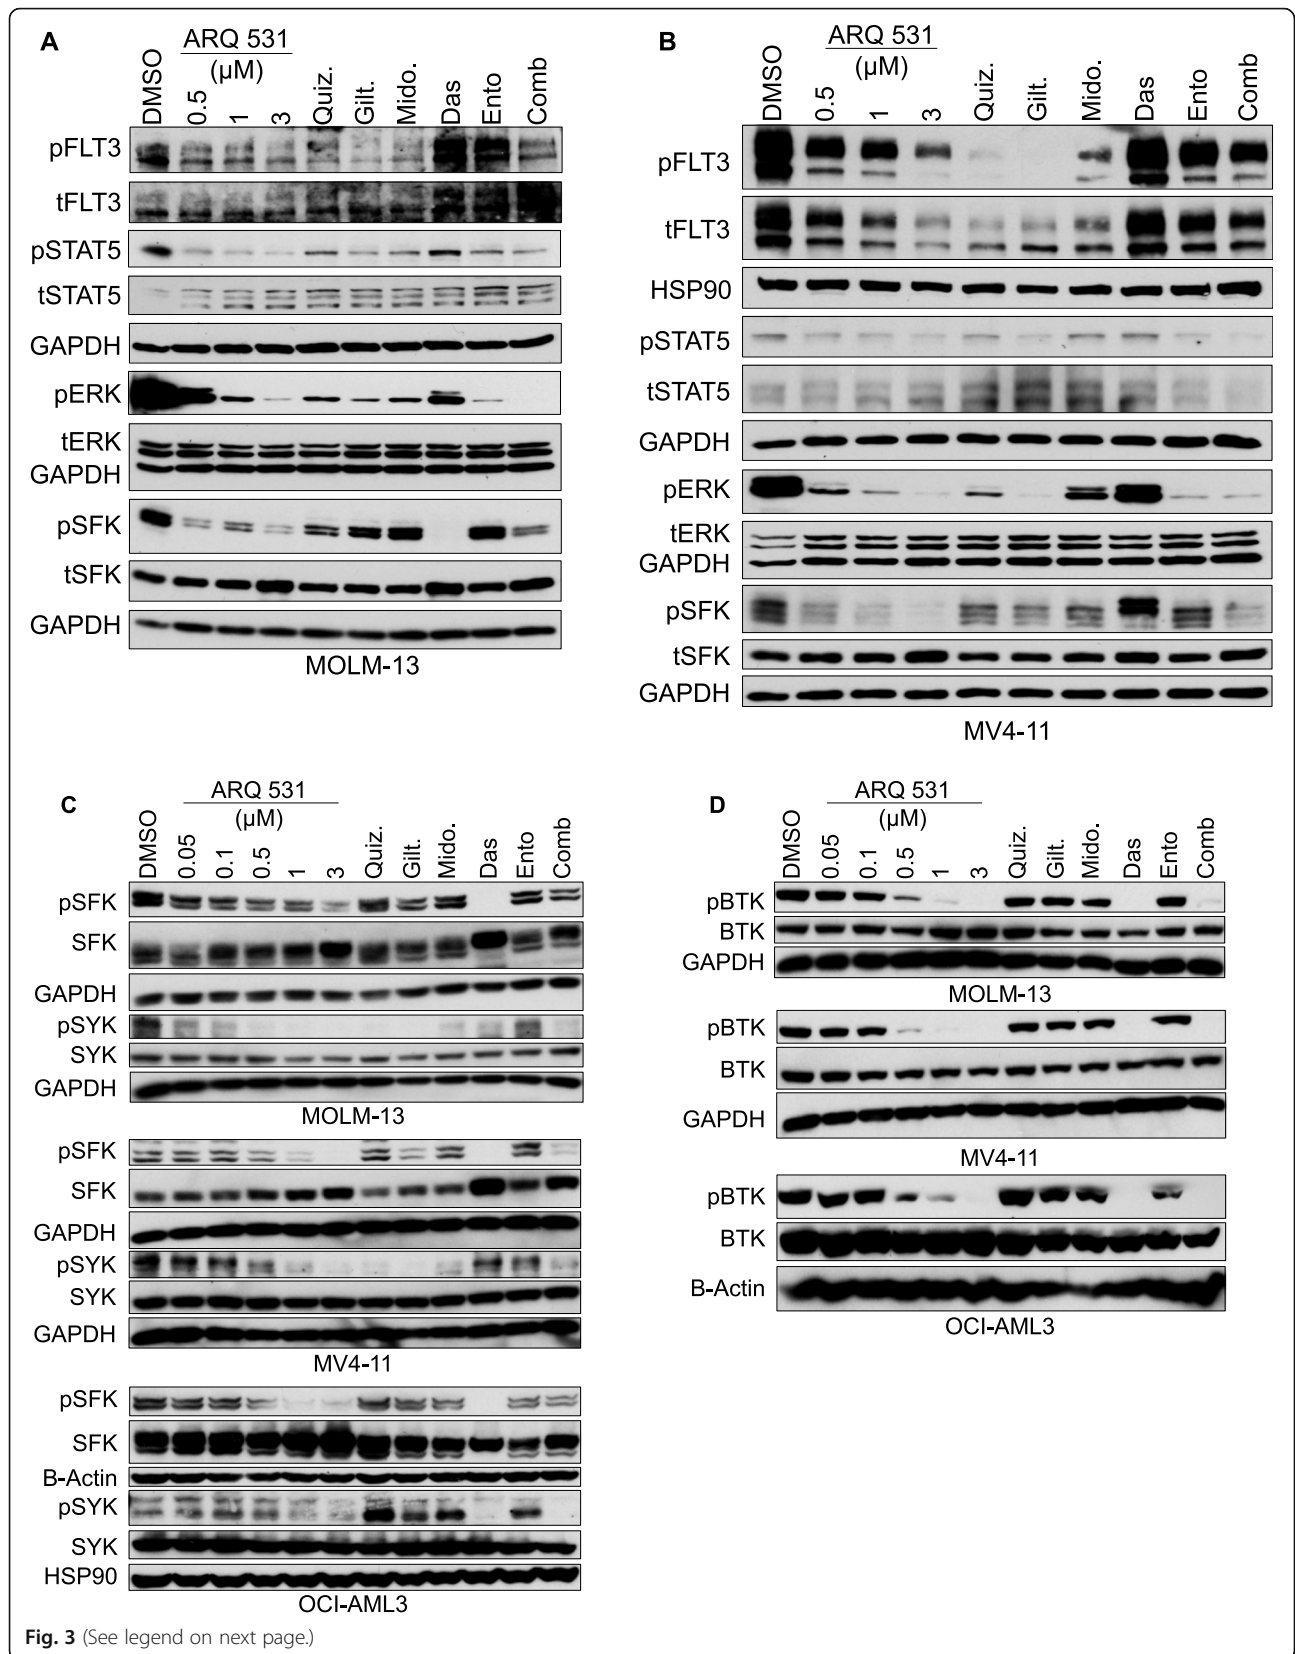 A
ARQ 531
(µM)
DMSO 0.5 1 3 Quiz. Gilt. Mido. Das Ento Comb
pFLT3
tFLT3
pSTAT5
tSTAT5
GAPDH
pERK
tERK
GAPDH
pSFK
tSFK
GAPDH
MOLM-13
B
ARQ 531
(µM)
DMSO 0.5 1 3 Quiz. Gilt. Mido. Das Ento Comb
pFLT3
tFLT3
HSP90
pSTAT5
tSTAT5
GAPDH
pERK
tERK
GAPDH
pSFK
tSFK
GAPDH
MV4-11
C
ARQ 531
(µM)
DMSO 0.05 0.1 0.5 1 3 Quiz. Gilt. Mido. Das Ento Comb
pSFK
SFK
GAPDH
pSYK
SYK
GAPDH
MOLM-13
pSFK
SFK
GAPDH
pSYK
SYK
GAPDH
MV4-11
pSFK
SFK
B-Actin
pSYK
SYK
HSP90
OCI-AML3
D
ARQ 531
(µM)
DMSO 0.05 0.1 0.5 1 3 Quiz. Gilt. Mido. Das Ento Comb
pBTK
BTK
GAPDH
MOLM-13
pBTK
BTK
GAPDH
MV4-11
pBTK
BTK
B-Actin
OCI-AML3
Fig. 3 (See legend on next page.)